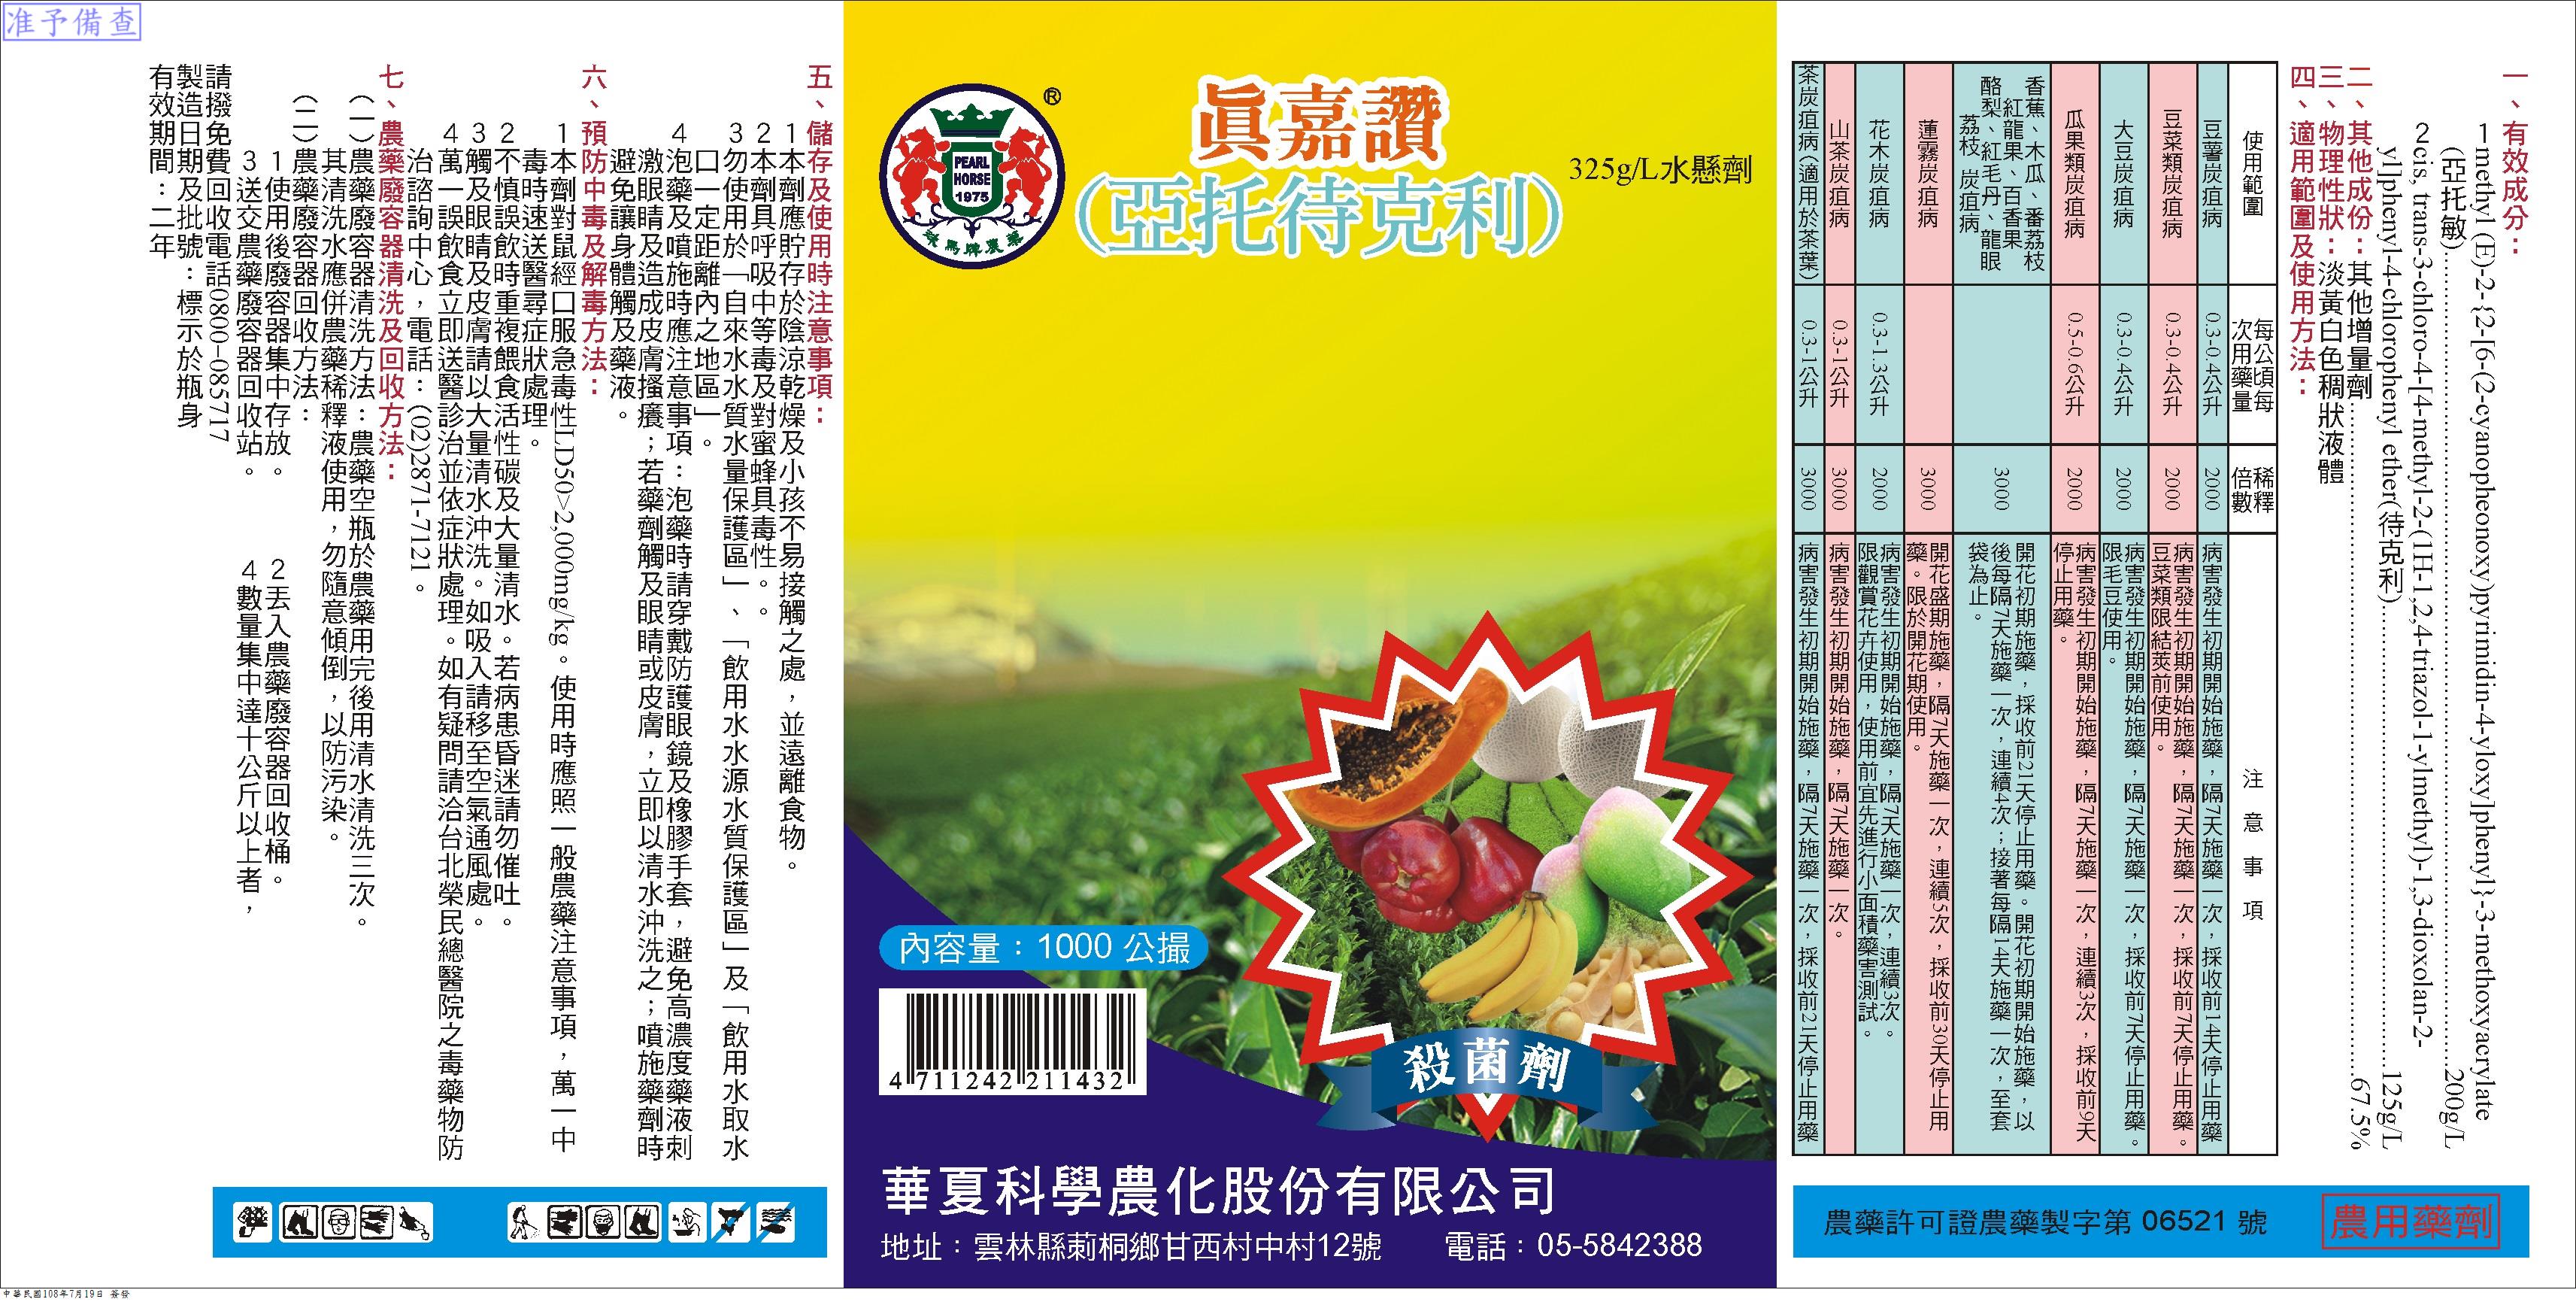 准予備查
五、儲存及使用時注意事項：
1本劑應貯存於陰涼乾燥及小孩不易接觸之處，並遠離食物。
2本劑具呼吸中等毒及對蜜蜂具毒性。
3勿使用於「自來水水質水量保護區」、「飲用水水源水質保護區」及「飲用水取水
口一定距離內之地區」。
4泡藥及噴施時應注意事項：泡藥時請穿戴防護眼鏡及橡膠手套，避免高濃度藥液刺
激眼睛及造成皮膚搔癢；若藥劑觸及眼睛或皮膚，立即以清水沖洗之；噴施藥劑時
避免讓身體觸及藥液。
六、預防中毒及解毒方法：
1本劑對鼠經口服急毒性LD50>2,000mg/kg。使用時應照一般農藥注意事項，萬一中
毒時速送醫尋症狀處理。
2不慎誤飲時重複餵食活性碳及大量清水。若病患昏迷請勿催吐。
3觸及眼睛及皮膚請以大量清水沖洗。如吸入請移至空氣通風處。
4萬一誤飲食立即送醫診治並依症狀處理。如有疑問請洽台北榮民總醫院之毒藥物防
治諮詢中心，電話：(02)2871-7121。
七、農藥廢容器清洗及回收方法：
（一）農藥廢容器清洗方法：農藥空瓶於農藥用完後用清水清洗三次。
其清洗水應併農藥稀釋液使用，勿隨意傾倒，以防污染。
（二）農藥廢容器回收方法：
1使用後廢容器集中存放。 2丟入農藥廢容器回收桶。
3送交農藥廢容器回收站。 4數量集中達十公斤以上者，
請撥免費回收電話0800-085717
製造日期及批號：標示於瓶身
有效期間：二年
®
PEARL
HORSE
1975
珠馬牌農藥
真嘉讚
(亞托待克利)
325g/L水懸劑
內容量：1000 公撮
4 711242 211432
殺菌劑
華夏科學農化股份有限公司
地址：雲林縣莿桐鄉甘西村中村12號 電話：05-5842388
一、有效成分：
1 methyl (E)-2-{2-[6-(2-cyanopheonoxy)pyrimidin-4-yloxy]phenyl}-3-methoxyacrylate
(亞托敏)..........200g/L
2 cis, trans-3-chloro-4-[4-methyl-2-(1H-1,2,4-triazol-1-ylmethyl)-1,3-dioxolan-2-
yl]phenyl-4-chlorophenyl ether(待克利)..........125g/L
二、其他成份：其他增量劑..........67.5%
三、物理性狀：淡黃白色稠狀液體
四、適用範圍及使用方法：
使用範圍 每公頃每次用藥量 稀釋倍數 注意事項
豆薯炭疽病 0.3-0.4公升 2000 病害發生初期開始施藥，隔7天施藥一次，採收前14天停止用藥
豆菜類炭疽病 0.3-0.4公升 2000 病害發生初期開始施藥，隔7天施藥一次，採收前7天停止用藥。
豆菜類限結莢前使用。
大豆炭疽病 0.3-0.4公升 2000 病害發生初期開始施藥，隔7天施藥一次，採收前7天停止用藥。
限毛豆使用。
瓜果類炭疽病 0.5-0.6公升 2000 病害發生初期開始施藥，隔7天施藥一次，連續3次，採收前9天
停止用藥。
香蕉、木瓜、番荔枝
紅龍果、百香果
酪梨、紅毛丹、龍眼
荔枝 炭疽病 3000 開花初期施藥，採收前21天停止用藥。開花初期開始施藥，以
後每隔7天施藥一次，連續4次；接著每隔14天施藥一次，至套
袋為止。
蓮霧炭疽病 3000 開花盛期施藥，隔7天施藥一次，連續5次，採收前30天停止用
藥。限於開花期使用。
花木炭疽病 0.3-1.3公升 2000 病害發生初期開始施藥，隔7天施藥一次，連續3次。
限觀賞花卉使用，使用前宜先進行小面積藥害測試。
山茶炭疽病 0.3-1公升 3000 病害發生初期開始施藥，隔7天施藥一次。
茶炭疽病(適用於茶葉) 0.3-1公升 3000 病害發生初期開始施藥，隔7天施藥一次，採收前21天停止用藥
農藥許可證農藥製字第 06521 號
農用藥劑
中華民國108年7月19日 簽發